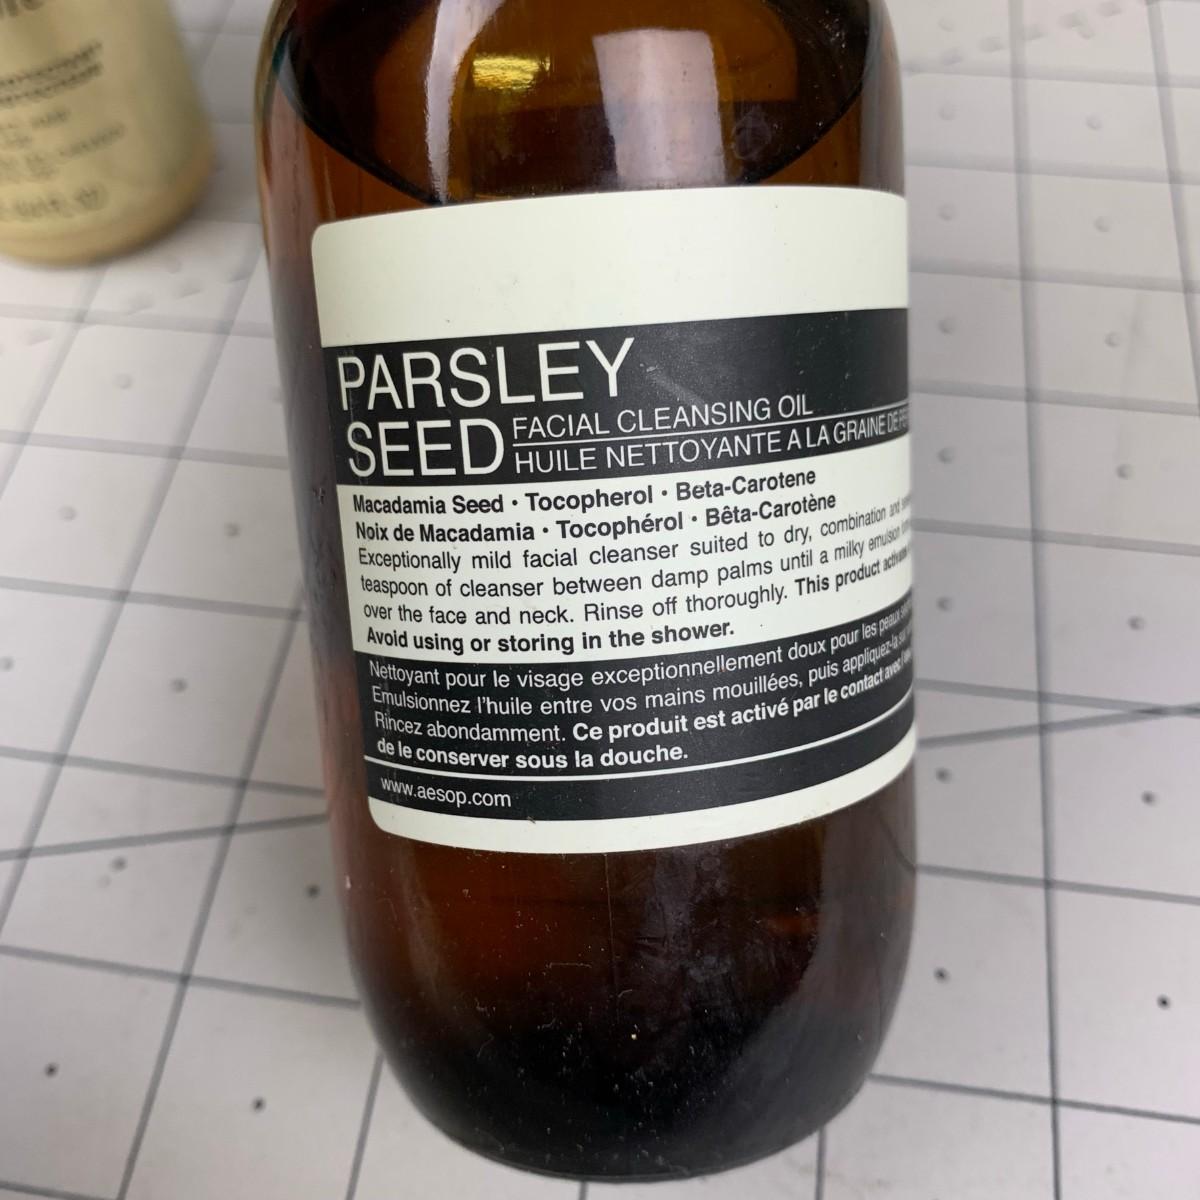 PARSLEY
SEED
FACIAL CLEANSING OIL
HUILE NETTOYANTE A LA GRAINE DE
Macadamia Seed · Tocopherol · Beta-Carotene
Noix de Macadamia · Tocophérol · Bêta-Carotène
Exceptionally mild facial cleanser suited to dry, combination and
teaspoon of cleanser between damp palms until a milky emulsion
over the face and neck. Rinse off thoroughly. This product activates
Avoid using or storing in the shower.
Nettoyant pour le visage exceptionnellement doux pour les peaux
Emulsionnez l'huile entre vos mains mouillées, puis appliquez-la sur
Rincez abondamment. Ce produit est activé par le contact avec
de le conserver sous la douche.
www.aesop.com